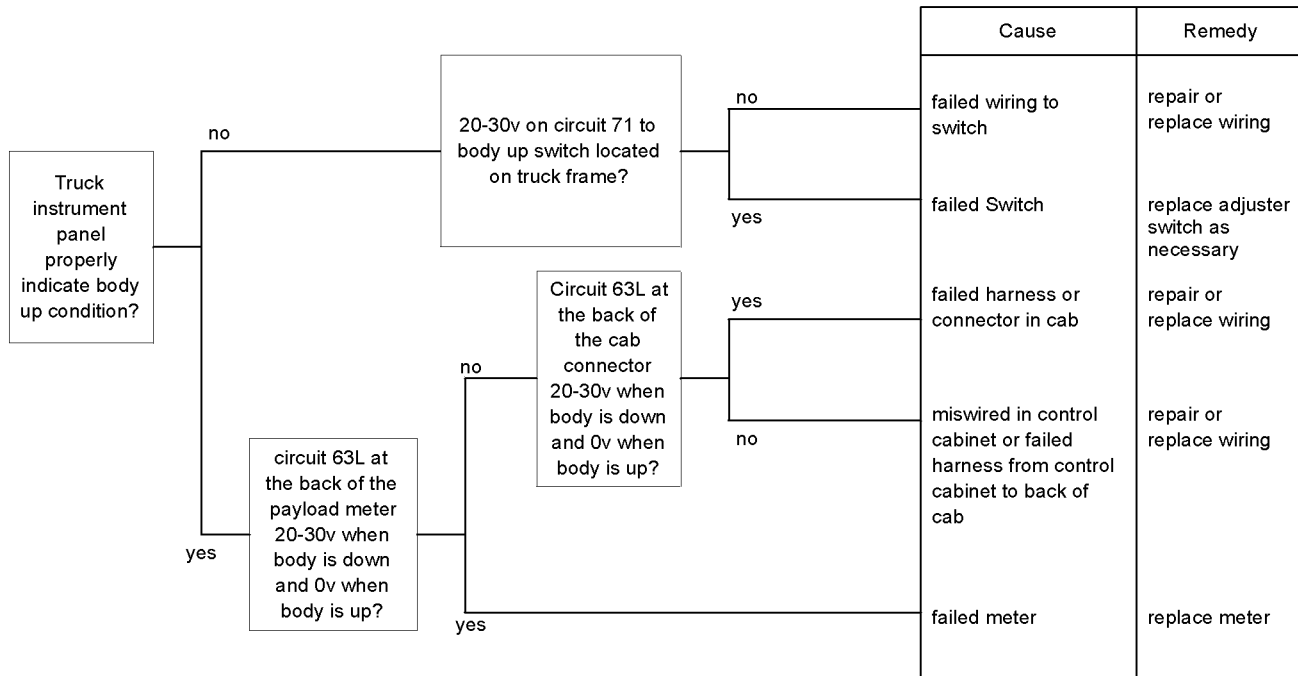 Cause
Remedy
no
20-30v on circuit 71 to
body up switch located
on truck frame?
no
yes
failed wiring to
switch
repair or
replace wiring
failed Switch
replace adjuster
switch as
necessary
Truck
instrument
panel
properly
indicate body
up condition?
Circuit 63L at
the back of
the cab
connector
20-30v when
body is down
and 0v when
body is up?
yes
no
failed harness or
connector in cab
repair or
replace wiring
no
miswired in control
cabinet or failed
harness from control
cabinet to back of
cab
repair or
replace wiring
yes
circuit 63L at
the back of the
payload meter
20-30v when
body is down
and 0v when
body is up?
yes
failed meter
replace meter